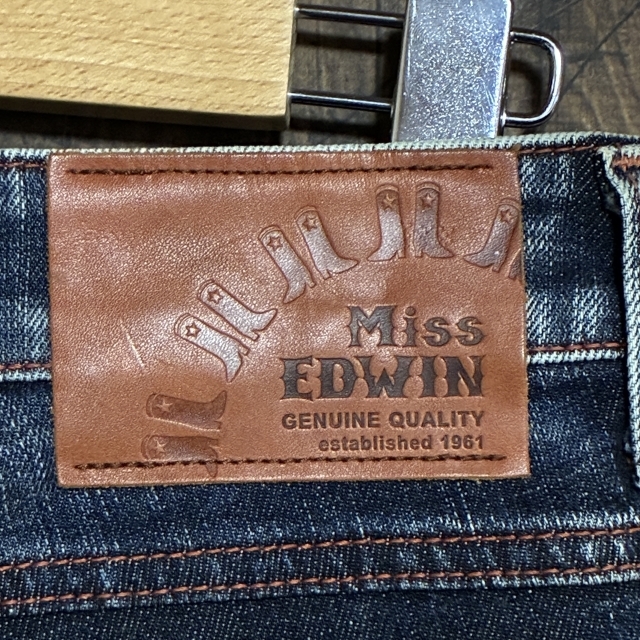 Miss
EDWIN
GENUINE QUALITY
established 1961